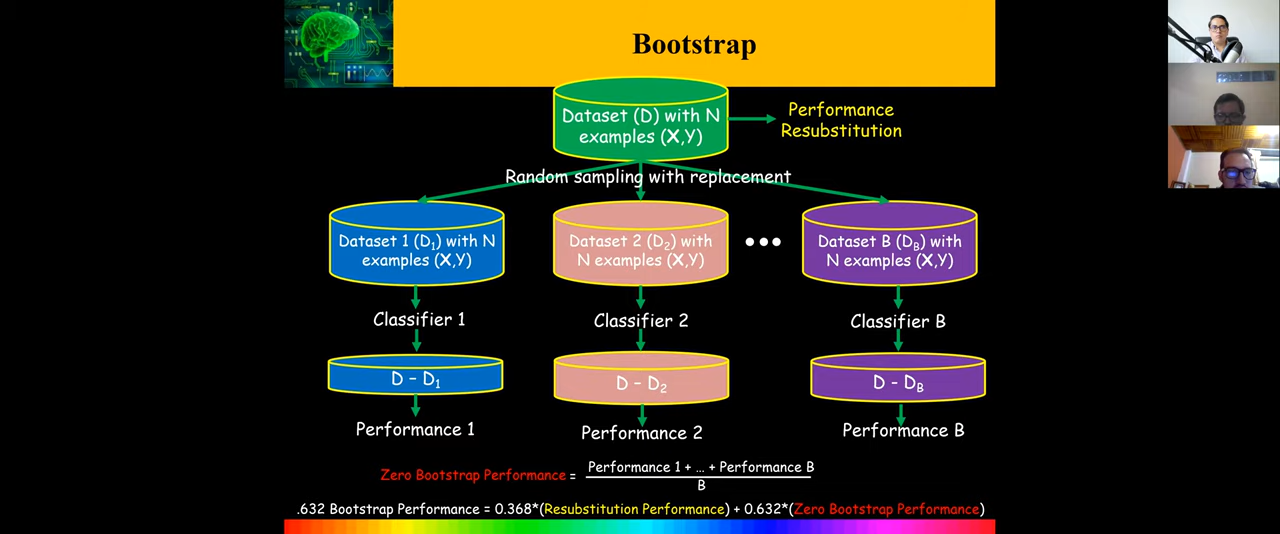 Bootstrap
Dataset (D) with N
examples (X,Y)
Performance
Resubstitution
Random sampling with replacement
Dataset 1 (D₁) with N
examples (X,Y)
Dataset 2 (D₂) with
N examples (X,Y)
•••
Dataset B (D_B) with
N examples (X,Y)
Classifier 1
Classifier 2
Classifier B
D – D₁
D – D₂
D - D_B
Performance 1
Performance 2
Performance B
Zero Bootstrap Performance =
Performance 1 + … + Performance B
B
.632 Bootstrap Performance = 0.368*(Resubstitution Performance) + 0.632*(Zero Bootstrap Performance)